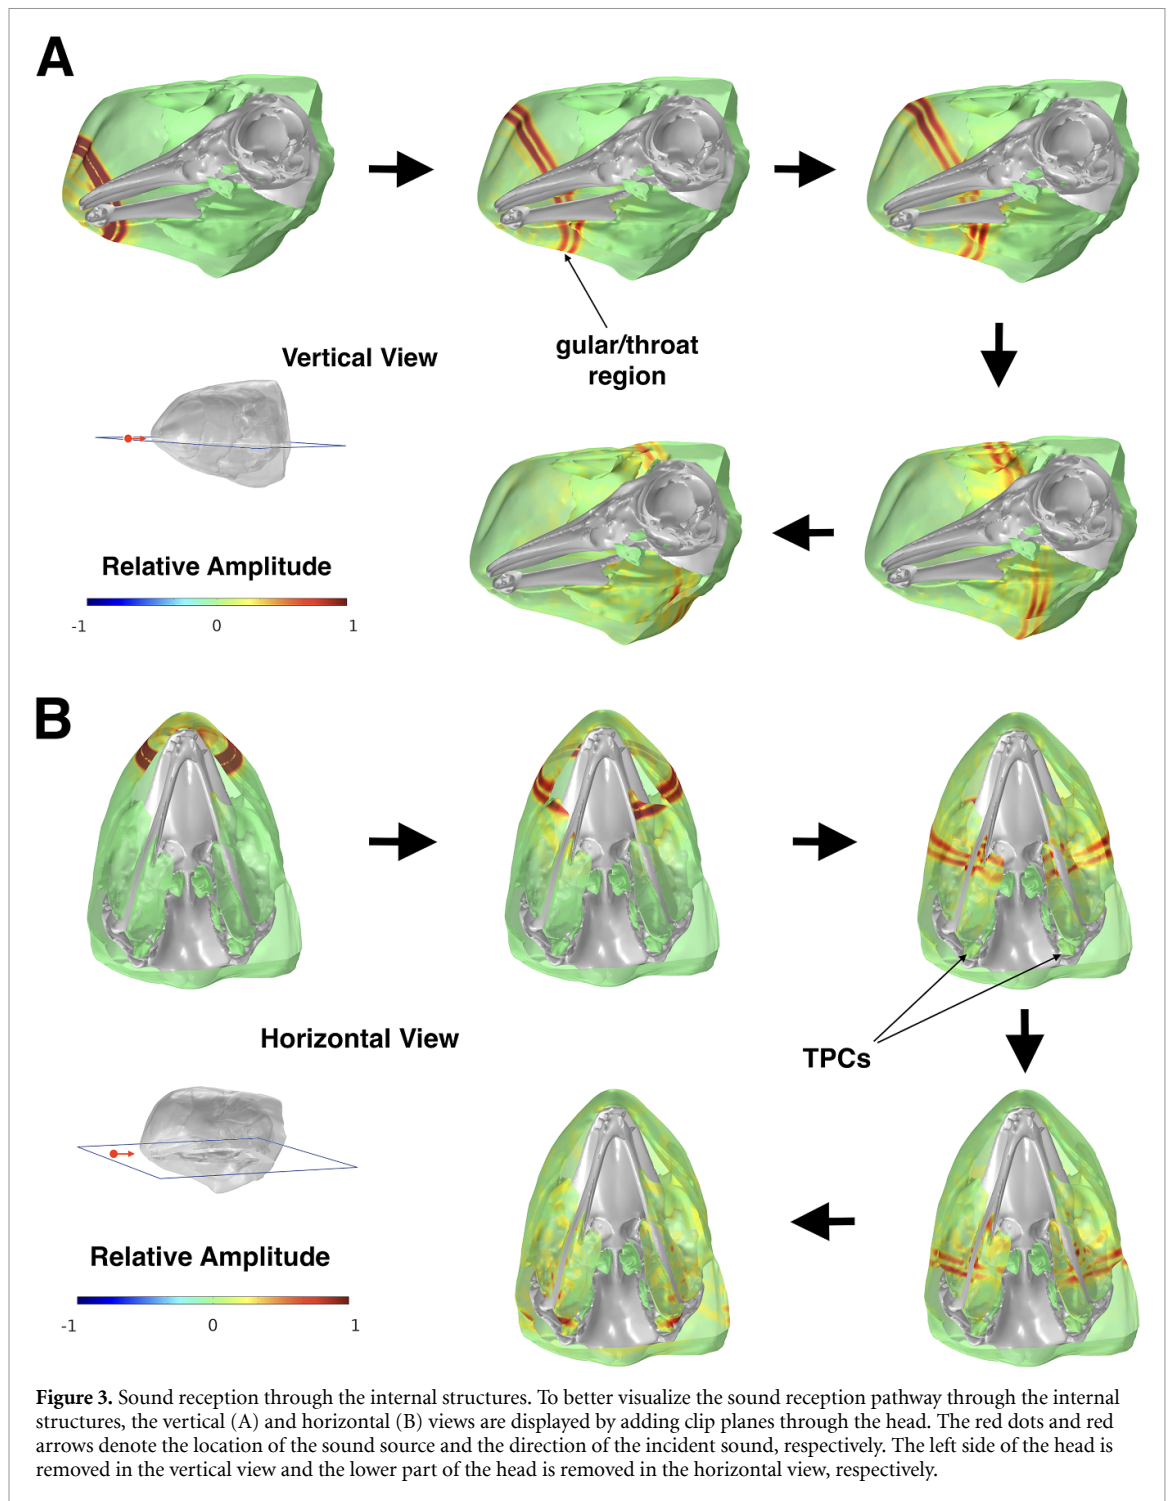 A
gular/throat
region
Vertical View
Relative Amplitude
-1 0 1
B
TPCs
Horizontal View
Relative Amplitude
-1 0 1
Figure 3. Sound reception through the internal structures. To better visualize the sound reception pathway through the internal
structures, the vertical (A) and horizontal (B) views are displayed by adding clip planes through the head. The red dots and red
arrows denote the location of the sound source and the direction of the incident sound, respectively. The left side of the head is
removed in the vertical view and the lower part of the head is removed in the horizontal view, respectively.